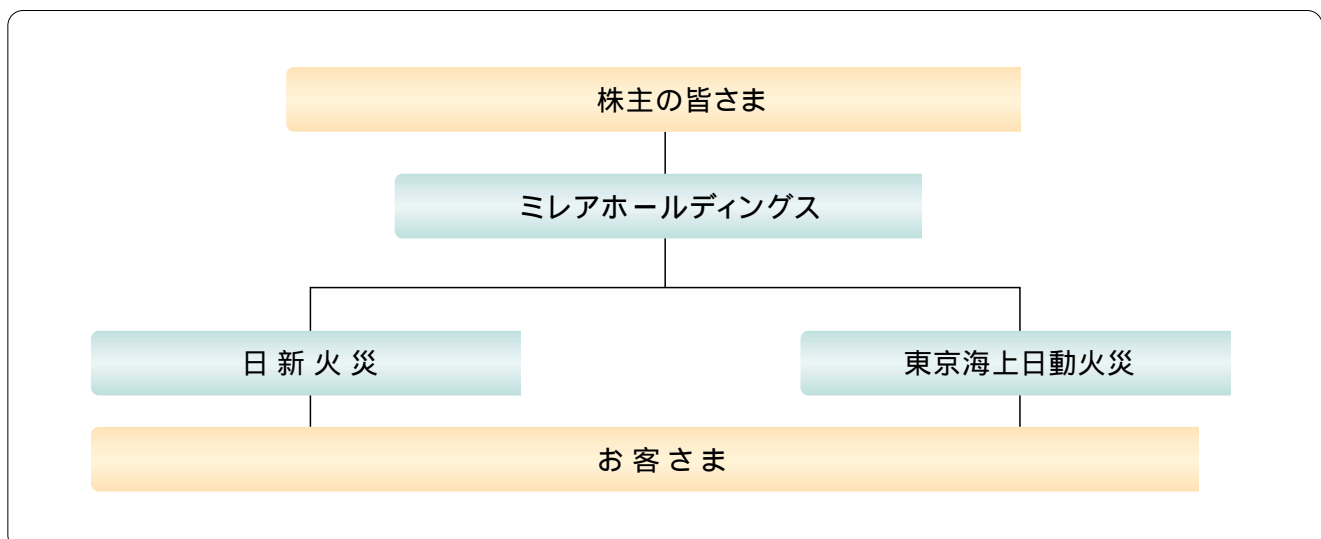 株主の皆さま
ミレアホールディングス
日新火災
東京海上日動火災
お客さま